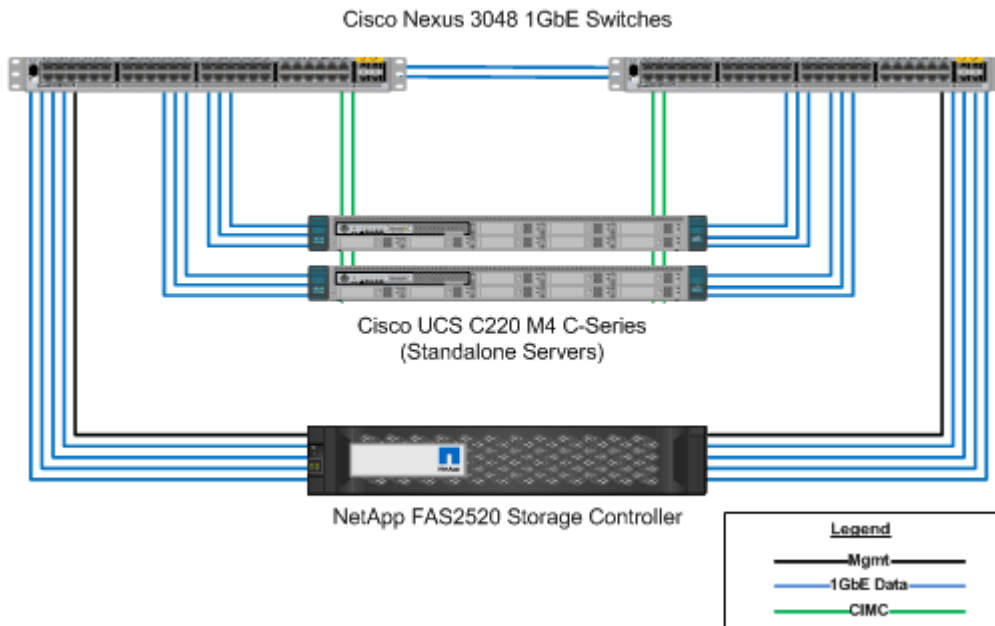 Cisco Nexus 3048 1GbE Switches
Cisco UCS C220 M4 C-Series
(Standalone Servers)
NetApp
NetApp FAS2520 Storage Controller
Legend
Mgmt
1GbE Data
CIMC